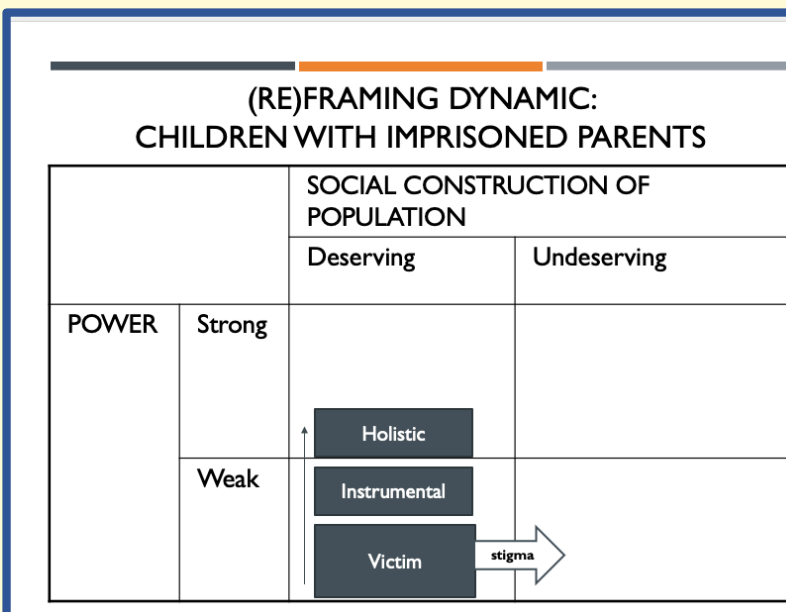 (RE)FRAMING DYNAMIC:
CHILDREN WITH IMPRISONED PARENTS
SOCIAL CONSTRUCTION OF
POPULATION
Deserving
Undeserving
POWER
Strong
Holistic
Weak
Instrumental
Victim
stigma